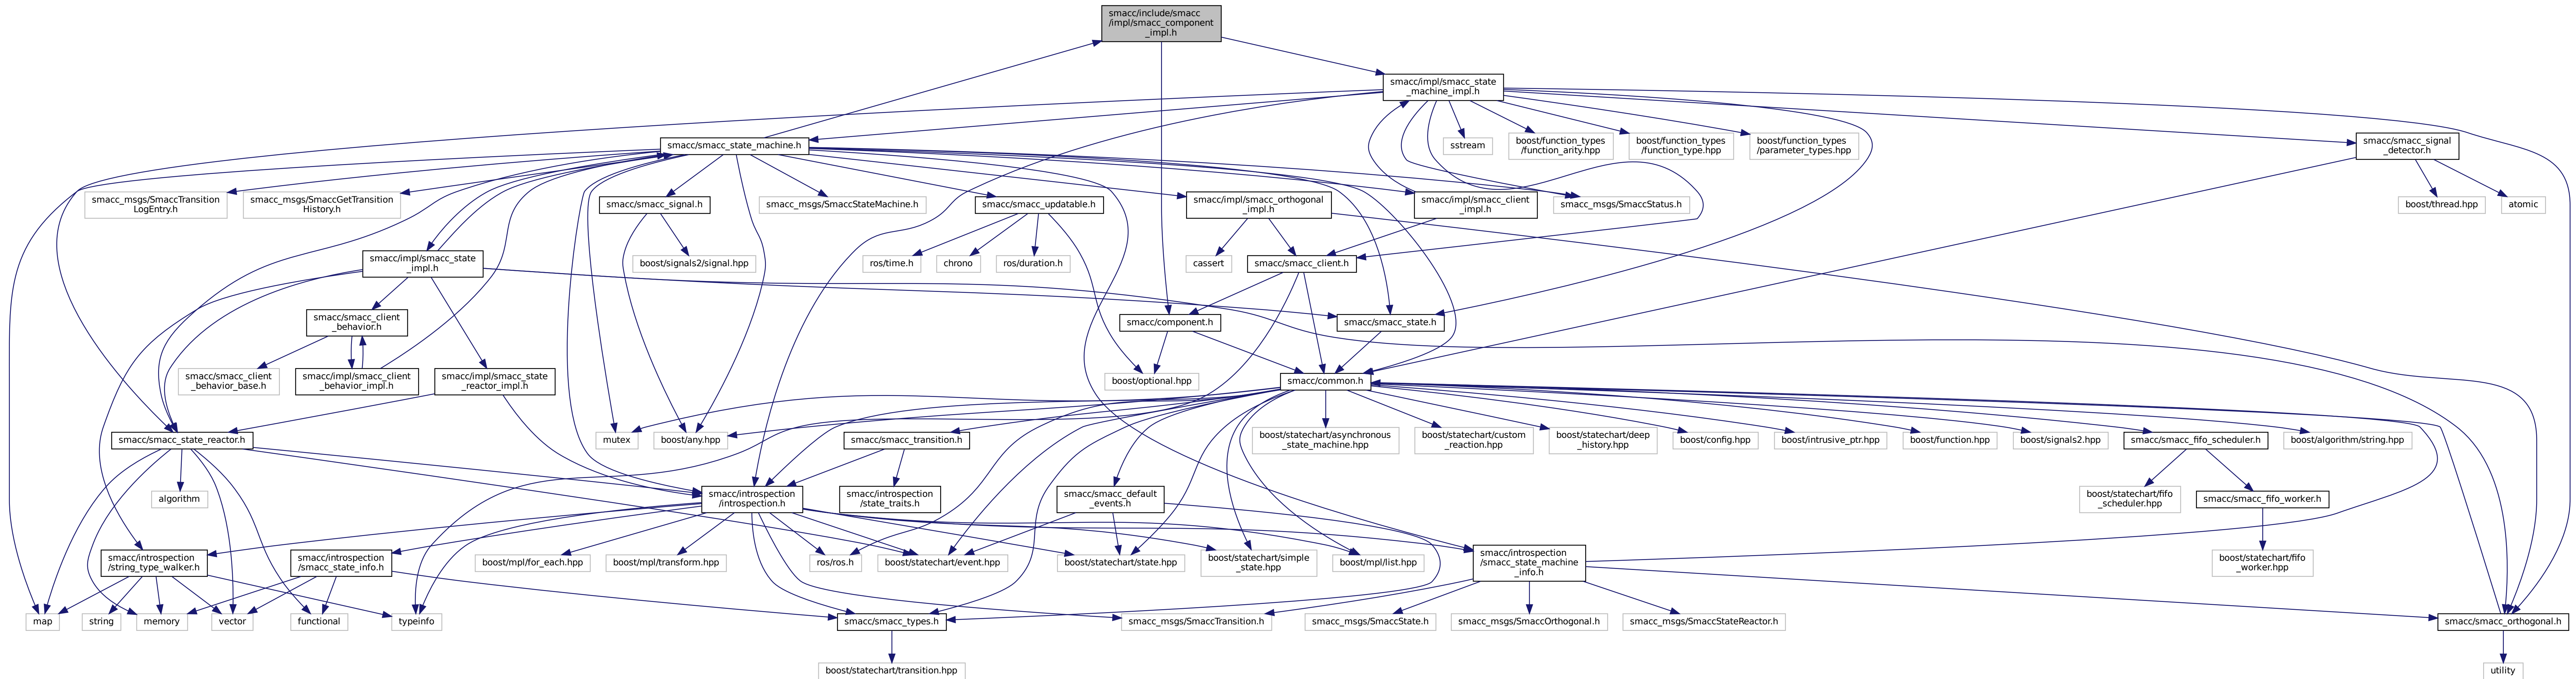 smacc/include/smacc
/impl/smacc_component
_impl.h
smacc/impl/smacc_state
_machine_impl.h
smacc/smacc_state_machine.h
sstream
boost/function_types
/function_arity.hpp
boost/function_types
/function_type.hpp
boost/function_types
/parameter_types.hpp
smacc/smacc_signal
_detector.h
smacc_msgs/SmaccTransition
LogEntry.h
smacc_msgs/SmaccGetTransition
History.h
smacc/smacc_signal.h
smacc_msgs/SmaccStateMachine.h
smacc/smacc_updatable.h
smacc/impl/smacc_orthogonal
_impl.h
smacc/impl/smacc_client
_impl.h
smacc_msgs/SmaccStatus.h
boost/thread.hpp
atomic
smacc/impl/smacc_state
_impl.h
boost/signals2/signal.hpp
ros/time.h
chrono
ros/duration.h
cassert
smacc/smacc_client.h
smacc/smacc_client
_behavior.h
smacc/component.h
smacc/smacc_state.h
smacc/smacc_client
_behavior_base.h
smacc/impl/smacc_client
_behavior_impl.h
smacc/impl/smacc_state
_reactor_impl.h
boost/optional.hpp
smacc/common.h
smacc/smacc_state_reactor.h
mutex
boost/any.hpp
smacc/smacc_transition.h
boost/statechart/asynchronous
_state_machine.hpp
boost/statechart/custom
_reaction.hpp
boost/statechart/deep
_history.hpp
boost/config.hpp
boost/intrusive_ptr.hpp
boost/function.hpp
boost/signals2.hpp
smacc/smacc_fifo_scheduler.h
boost/algorithm/string.hpp
algorithm
smacc/introspection
/introspection.h
smacc/introspection
/state_traits.h
smacc/smacc_default
_events.h
boost/statechart/fifo
_scheduler.hpp
smacc/smacc_fifo_worker.h
smacc/introspection
/string_type_walker.h
smacc/introspection
/smacc_state_info.h
boost/mpl/for_each.hpp
boost/mpl/transform.hpp
ros/ros.h
boost/statechart/event.hpp
boost/statechart/state.hpp
boost/statechart/simple
_state.hpp
boost/mpl/list.hpp
smacc/introspection
/smacc_state_machine
_info.h
boost/statechart/fifo
_worker.hpp
map
string
memory
vector
functional
typeinfo
smacc/smacc_types.h
smacc_msgs/SmaccTransition.h
smacc_msgs/SmaccState.h
smacc_msgs/SmaccOrthogonal.h
smacc_msgs/SmaccStateReactor.h
smacc/smacc_orthogonal.h
boost/statechart/transition.hpp
utility